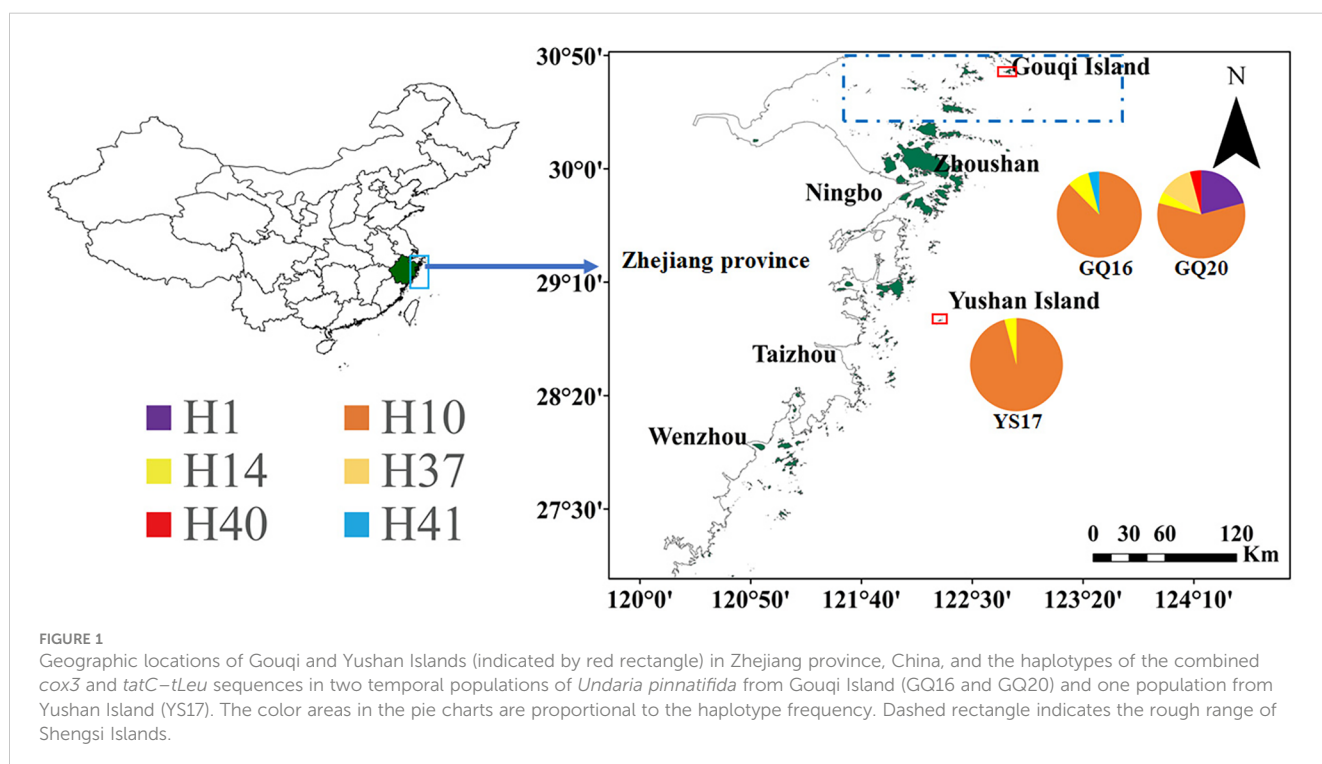 30°50'
30°0'
29°10'
28°20'
27°30'
120°0'
120°50'
121°40'
122°30'
123°20'
124°10'
Gouqi Island
N
Zhoushan
Ningbo
Zhejiang province
GQ16
GQ20
Yushan Island
Taizhou
YS17
Wenzhou
0 30 60 120
Km
H1
H10
H14
H37
H40
H41
FIGURE 1
Geographic locations of Gouqi and Yushan Islands (indicated by red rectangle) in Zhejiang province, China, and the haplotypes of the combined
cox3 and tatC–tLeu sequences in two temporal populations of Undaria pinnatifida from Gouqi Island (GQ16 and GQ20) and one population from
Yushan Island (YS17). The color areas in the pie charts are proportional to the haplotype frequency. Dashed rectangle indicates the rough range of
Shengsi Islands.